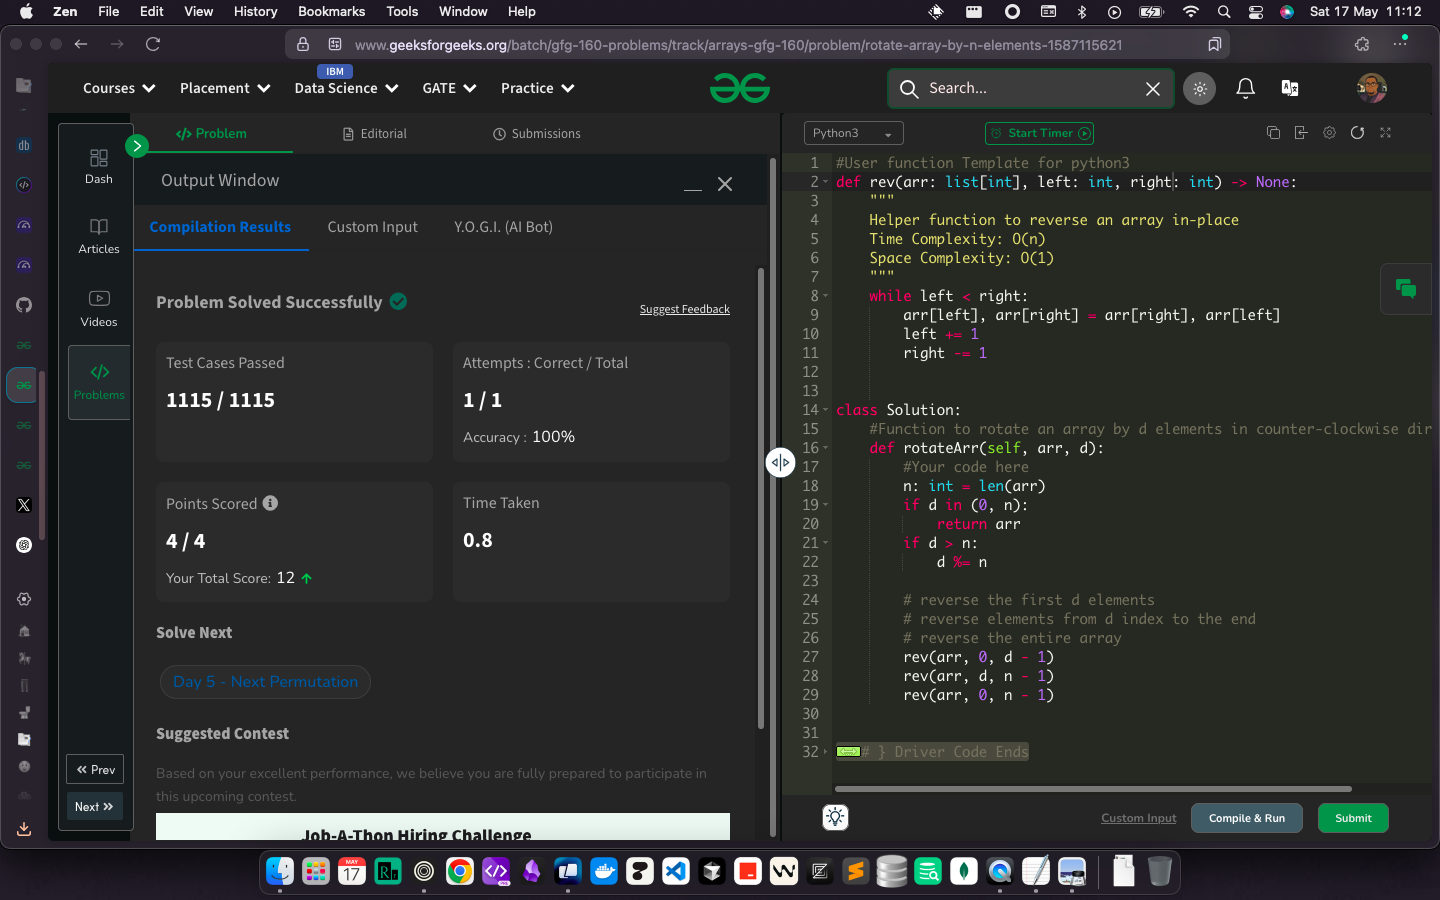 Zen File Edit View History Bookmarks Tools Window Help Sat 17 May 11:12
www.geeksforgeeks.org/batch/gfg-160-problems/track/arrays-gfg-160/problem/rotate-array-by-n-elements-1587115621
IBM
Courses Placement Data Science GATE Practice Search...
Dash
Articles
Videos
Problems
Prev
Next
Problem Editorial Submissions
Output Window
Compilation Results Custom Input Y.O.G.I. (AI Bot)
Problem Solved Successfully
Suggest Feedback
Test Cases Passed
1115 / 1115
Attempts : Correct / Total
1 / 1
Accuracy : 100%
Points Scored
4 / 4
Your Total Score: 12
Time Taken
0.8
Solve Next
Day 5 - Next Permutation
Suggested Contest
Based on your excellent performance, we believe you are fully prepared to participate in
this upcoming contest.
Job-A-Thon Hiring Challenge
Python3 Start Timer
1 #User function Template for python3
2 def rev(arr: list[int], left: int, right: int) -> None:
3 """
4 Helper function to reverse an array in-place
5 Time Complexity: O(n)
6 Space Complexity: O(1)
7 """
8 while left < right:
9 arr[left], arr[right] = arr[right], arr[left]
10 left += 1
11 right -= 1
12
13
14 class Solution:
15 #Function to rotate an array by d elements in counter-clockwise dir
16 def rotateArr(self, arr, d):
17 #Your code here
18 n: int = len(arr)
19 if d in (0, n):
20 return arr
21 if d > n:
22 d %= n
23
24 # reverse the first d elements
25 # reverse elements from d index to the end
26 # reverse the entire array
27 rev(arr, 0, d - 1)
28 rev(arr, d, n - 1)
29 rev(arr, 0, n - 1)
30
31
32 # } Driver Code Ends
Custom Input Compile & Run Submit
MAY
17